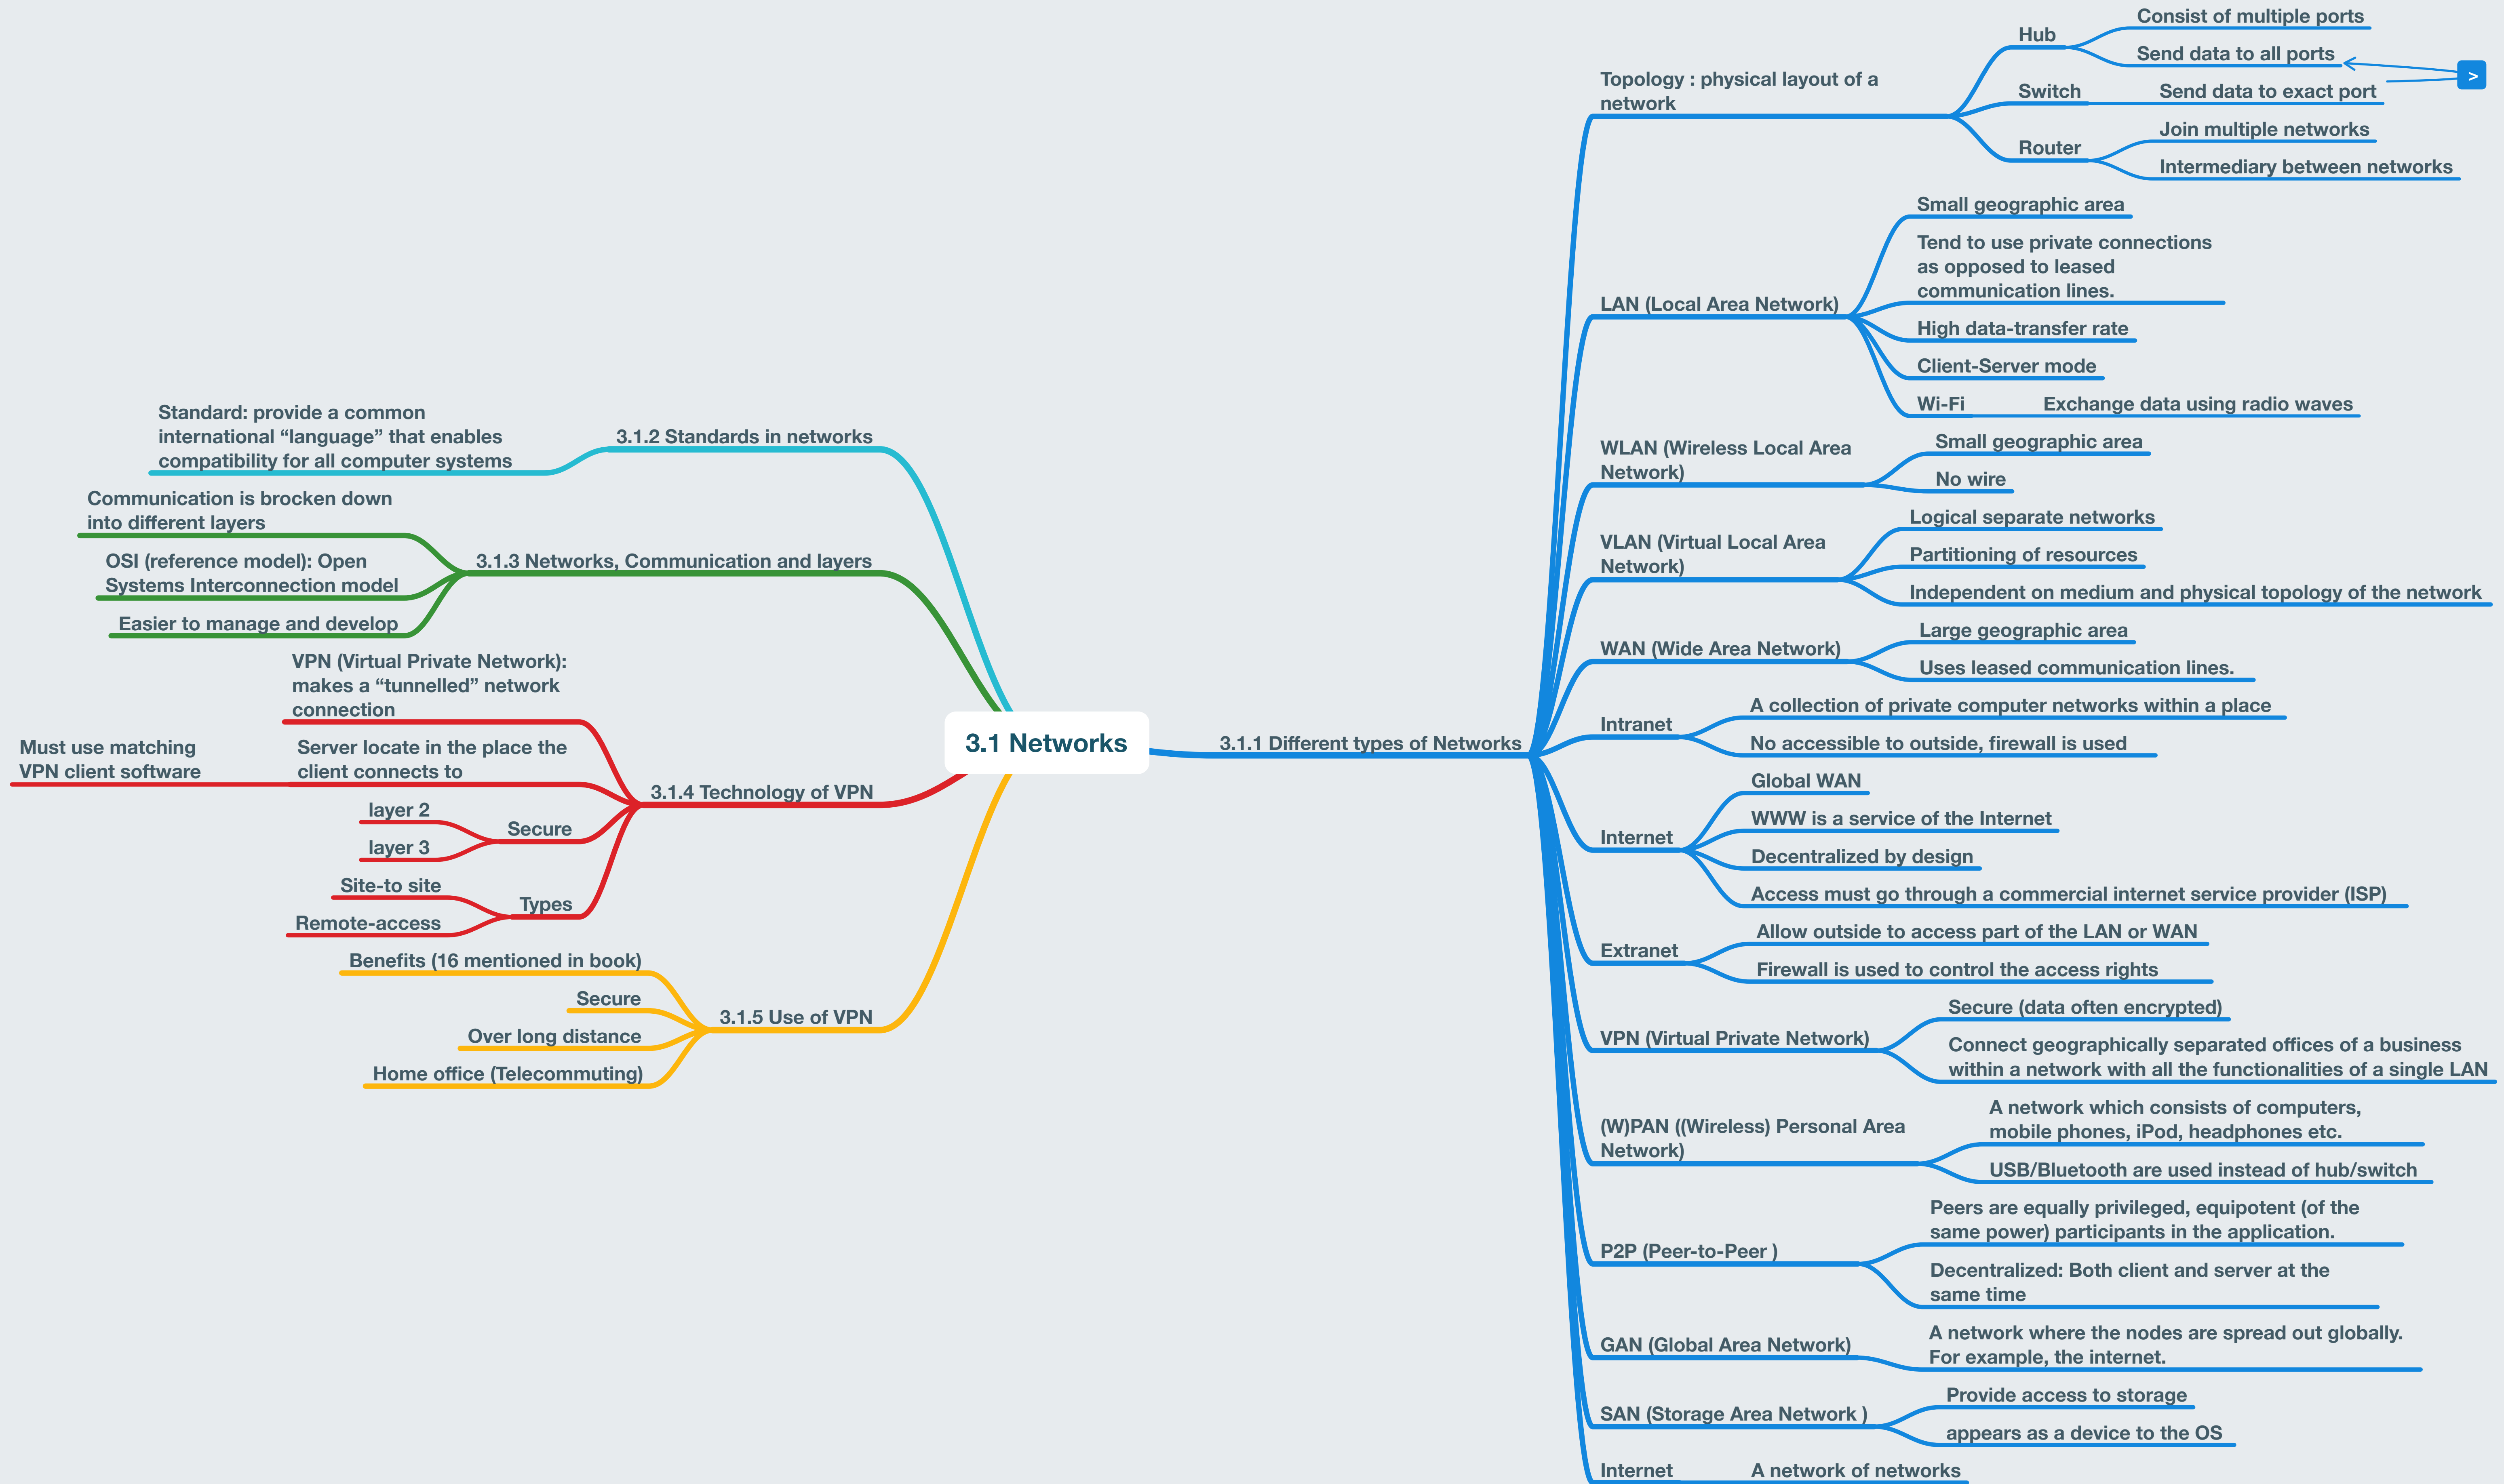 3.1 Networks
3.1.1 Different types of Networks
Topology : physical layout of a
network
Hub
Consist of multiple ports
Send data to all ports
>
Switch
Send data to exact port
Router
Join multiple networks
Intermediary between networks
LAN (Local Area Network)
Small geographic area
Tend to use private connections
as opposed to leased
communication lines.
High data-transfer rate
Client-Server mode
Wi-Fi
Exchange data using radio waves
WLAN (Wireless Local Area
Network)
Small geographic area
No wire
VLAN (Virtual Local Area
Network)
Logical separate networks
Partitioning of resources
Independent on medium and physical topology of the network
WAN (Wide Area Network)
Large geographic area
Uses leased communication lines.
Intranet
A collection of private computer networks within a place
No accessible to outside, firewall is used
Internet
Global WAN
WWW is a service of the Internet
Decentralized by design
Access must go through a commercial internet service provider (ISP)
Extranet
Allow outside to access part of the LAN or WAN
Firewall is used to control the access rights
VPN (Virtual Private Network)
Secure (data often encrypted)
Connect geographically separated offices of a business
within a network with all the functionalities of a single LAN
(W)PAN ((Wireless) Personal Area
Network)
A network which consists of computers,
mobile phones, iPod, headphones etc.
USB/Bluetooth are used instead of hub/switch
P2P (Peer-to-Peer )
Peers are equally privileged, equipotent (of the
same power) participants in the application.
Decentralized: Both client and server at the
same time
GAN (Global Area Network)
A network where the nodes are spread out globally.
For example, the internet.
SAN (Storage Area Network )
Provide access to storage
appears as a device to the OS
Internet
A network of networks
3.1.2 Standards in networks
Standard: provide a common
international “language” that enables
compatibility for all computer systems
3.1.3 Networks, Communication and layers
Communication is brocken down
into different layers
OSI (reference model): Open
Systems Interconnection model
Easier to manage and develop
3.1.4 Technology of VPN
VPN (Virtual Private Network):
makes a “tunnelled” network
connection
Server locate in the place the
client connects to
Must use matching
VPN client software
Secure
layer 2
layer 3
Types
Site-to site
Remote-access
3.1.5 Use of VPN
Benefits (16 mentioned in book)
Secure
Over long distance
Home office (Telecommuting)